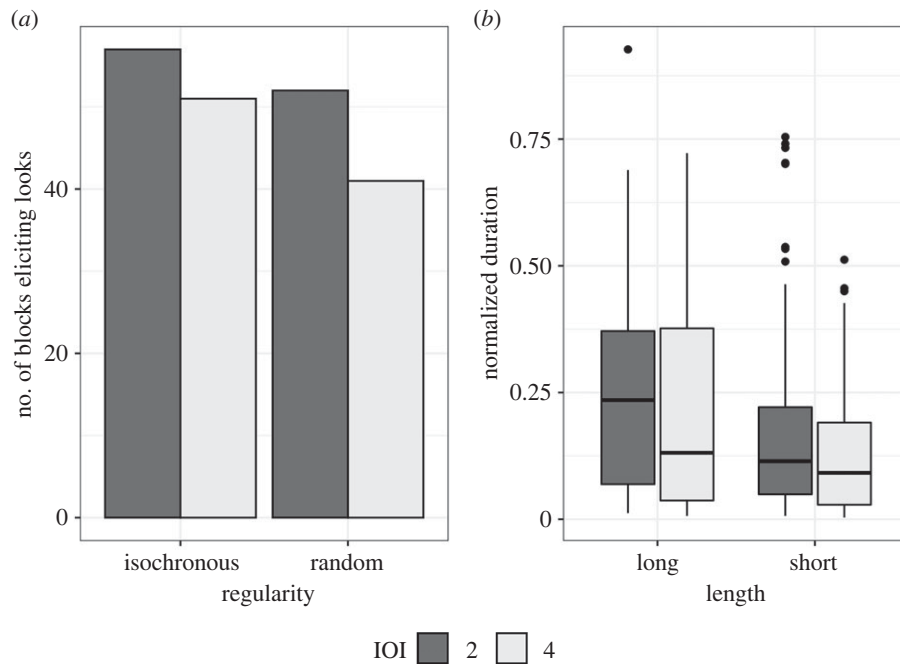 (a)
no. of blocks eliciting looks
40
20
0
isochronous random
regularity
(b)
normalized duration
0.75
0.50
0.25
0
long short
length
IOI 2 4